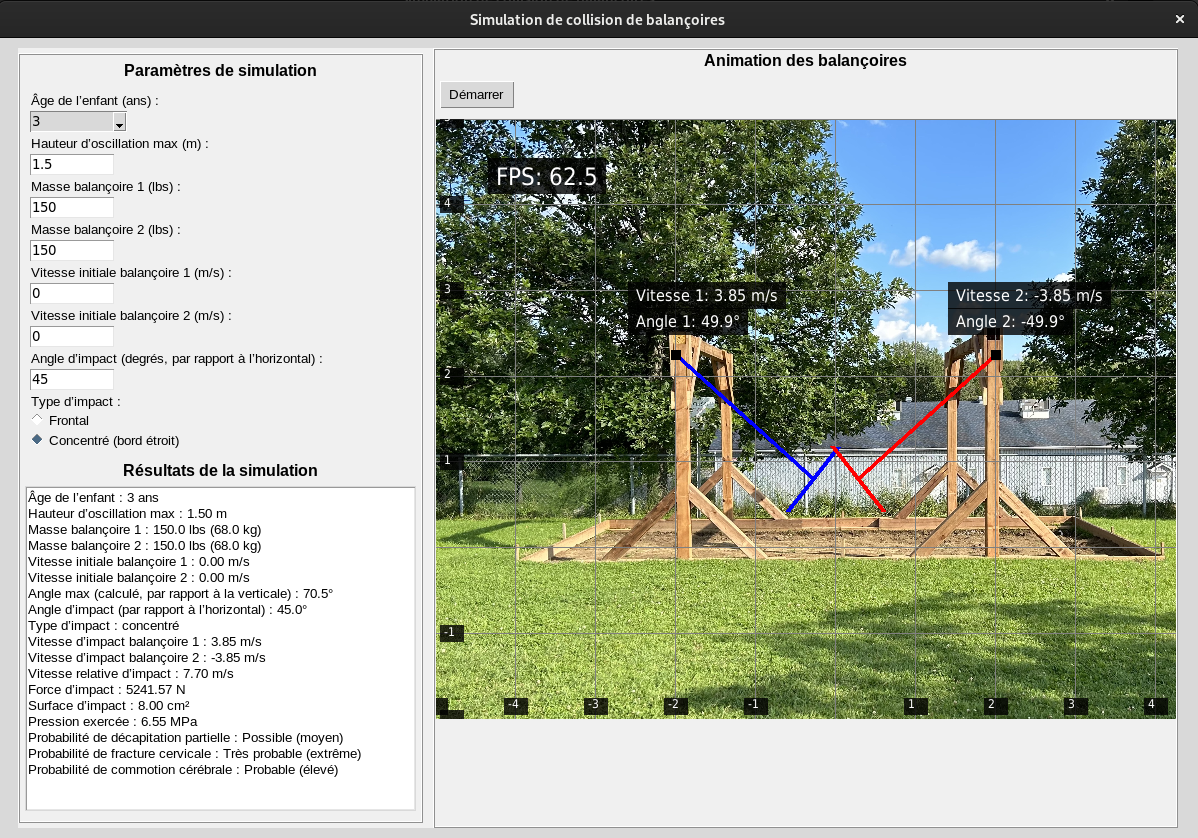 Simulation de collision de balançoires
×
Paramètres de simulation
Âge de l'enfant (ans) :
3
Hauteur d'oscillation max (m) :
1.5
Masse balançoire 1 (lbs) :
150
Masse balançoire 2 (lbs) :
150
Vitesse initiale balançoire 1 (m/s) :
0
Vitesse initiale balançoire 2 (m/s) :
0
Angle d'impact (degrés, par rapport à l'horizontal) :
45
Type d'impact :
Frontal
Concentré (bord étroit)
Résultats de la simulation
Âge de l'enfant : 3 ans
Hauteur d'oscillation max : 1.50 m
Masse balançoire 1 : 150.0 lbs (68.0 kg)
Masse balançoire 2 : 150.0 lbs (68.0 kg)
Vitesse initiale balançoire 1 : 0.00 m/s
Vitesse initiale balançoire 2 : 0.00 m/s
Angle max (calculé, par rapport à la verticale) : 70.5°
Angle d'impact (par rapport à l'horizontal) : 45.0°
Type d'impact : concentré
Vitesse d'impact balançoire 1 : 3.85 m/s
Vitesse d'impact balançoire 2 : -3.85 m/s
Vitesse relative d'impact : 7.70 m/s
Force d'impact : 5241.57 N
Surface d'impact : 8.00 cm²
Pression exercée : 6.55 MPa
Probabilité de décapitation partielle : Possible (moyen)
Probabilité de fracture cervicale : Très probable (extrême)
Probabilité de commotion cérébrale : Probable (élevé)
Animation des balançoires
Démarrer
FPS: 62.5
4
3
Vitesse 1: 3.85 m/s
Angle 1: 49.9°
Vitesse 2: -3.85 m/s
Angle 2: -49.9°
2
1
-1
-4
-3
-2
-1
1
2
3
4